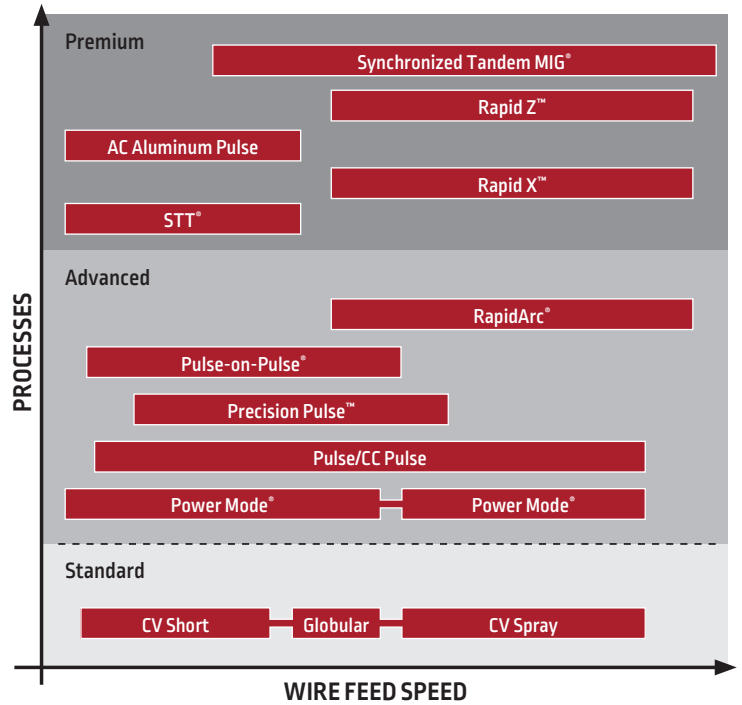 Premium
Synchronized Tandem MIG®
Rapid Z™
AC Aluminum Pulse
Rapid X™
STT®
Advanced
RapidArc®
Pulse-on-Pulse®
Precision Pulse™
Pulse/CC Pulse
Power Mode® Power Mode®
Standard
CV Short Globular CV Spray
PROCESSES
WIRE FEED SPEED